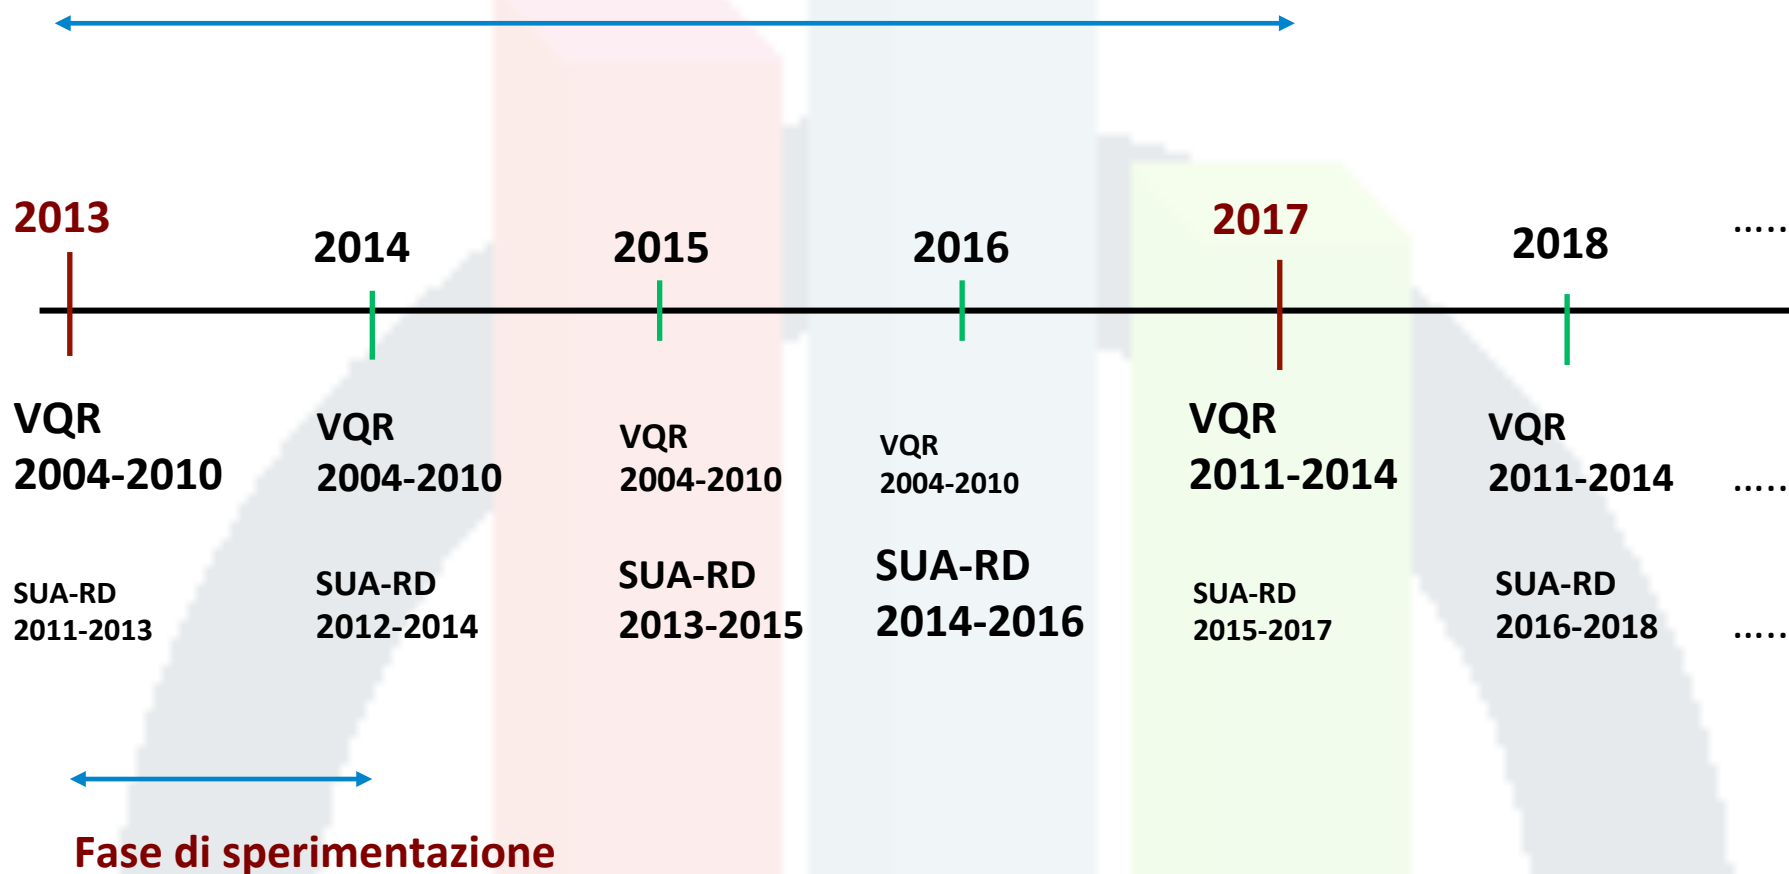 2013
2014
2015
2016
2017
2018
.....
VQR
2004-2010
VQR
2004-2010
VQR
2004-2010
VQR
2004-2010
VQR
2011-2014
VQR
2011-2014
.....
SUA-RD
2011-2013
SUA-RD
2012-2014
SUA-RD
2013-2015
SUA-RD
2014-2016
SUA-RD
2015-2017
SUA-RD
2016-2018
.....
Fase di sperimentazione